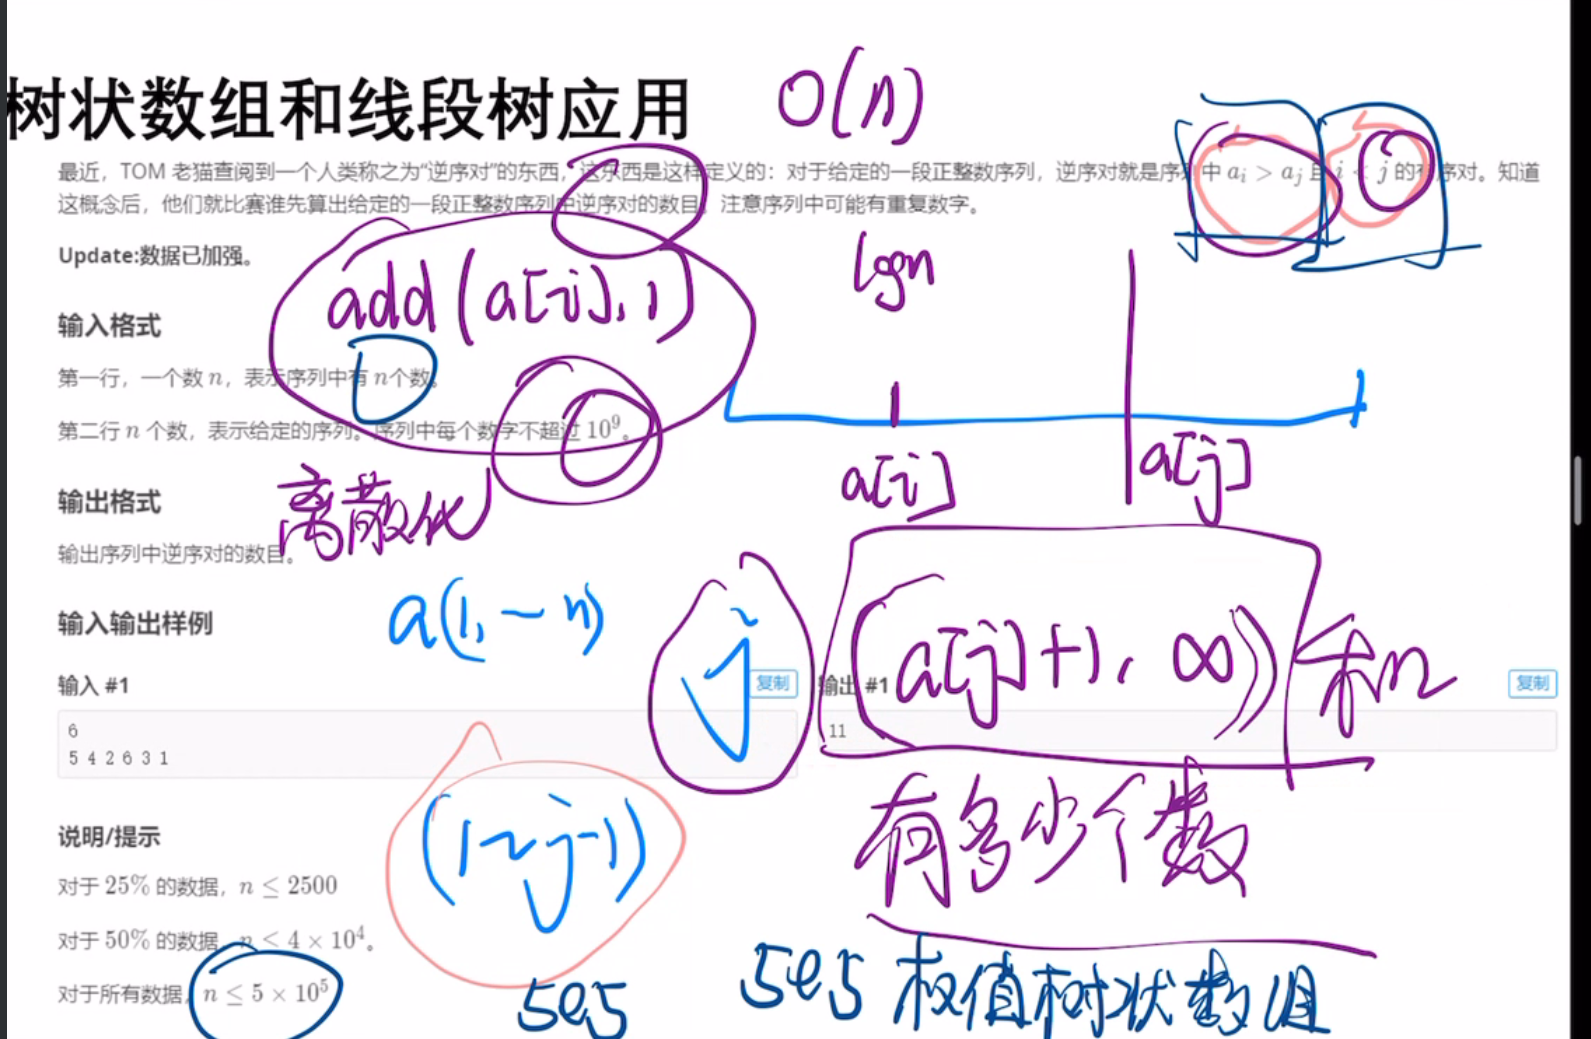 树状数组和线段树应用
O(n)
最近，TOM 老猫查阅到一个人类称之为“逆序对”的东西，这东西是这样定义的：对于给定的一段正整数序列，逆序对就是序列中 a_i > a_j 且 i < j 的有序对。知道
这概念后，他们就比赛谁先算出给定的一段正整数序列中逆序对的数目。注意序列中可能有重复数字。
Update:数据已加强。
add(a[i],1)
lgn
输入格式
第一行，一个数 n，表示序列中有 n个数。
第二行 n 个数，表示给定的序列。序列中每个数字不超过 10^9。
a[i]
a[j]
离散化
输出格式
输出序列中逆序对的数目。
a(1,~n)
j
(a[j]+1, ∞)
和
输入输出样例
输入 #1
复制
输出 #1
复制
6
5 4 2 6 3 1
11
(1~j-1)
有多少个数
说明/提示
对于 25% 的数据，n ≤ 2500
对于 50% 的数据，n ≤ 4 × 10^4。
对于所有数据，n ≤ 5 × 10^5
5e5
5e5 权值树状数组